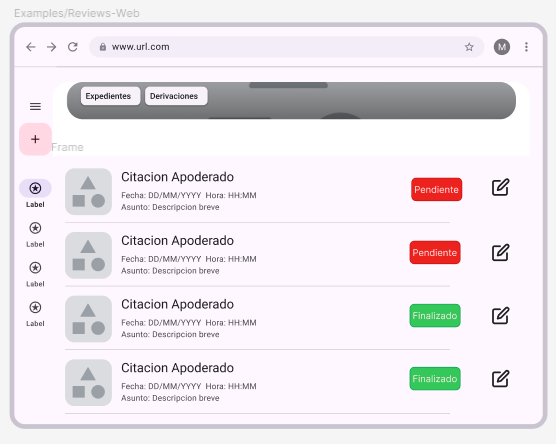 Examples/Reviews-Web
www.url.com
M
Expedientes
Derivaciones
Frame
Label
Label
Label
Label
Citacion Apoderado
Fecha: DD/MM/YYYY Hora: HH:MM
Asunto: Descripcion breve
Pendiente
Citacion Apoderado
Fecha: DD/MM/YYYY Hora: HH:MM
Asunto: Descripcion breve
Pendiente
Citacion Apoderado
Fecha: DD/MM/YYYY Hora: HH:MM
Asunto: Descripcion breve
Finalizado
Citacion Apoderado
Fecha: DD/MM/YYYY Hora: HH:MM
Asunto: Descripcion breve
Finalizado